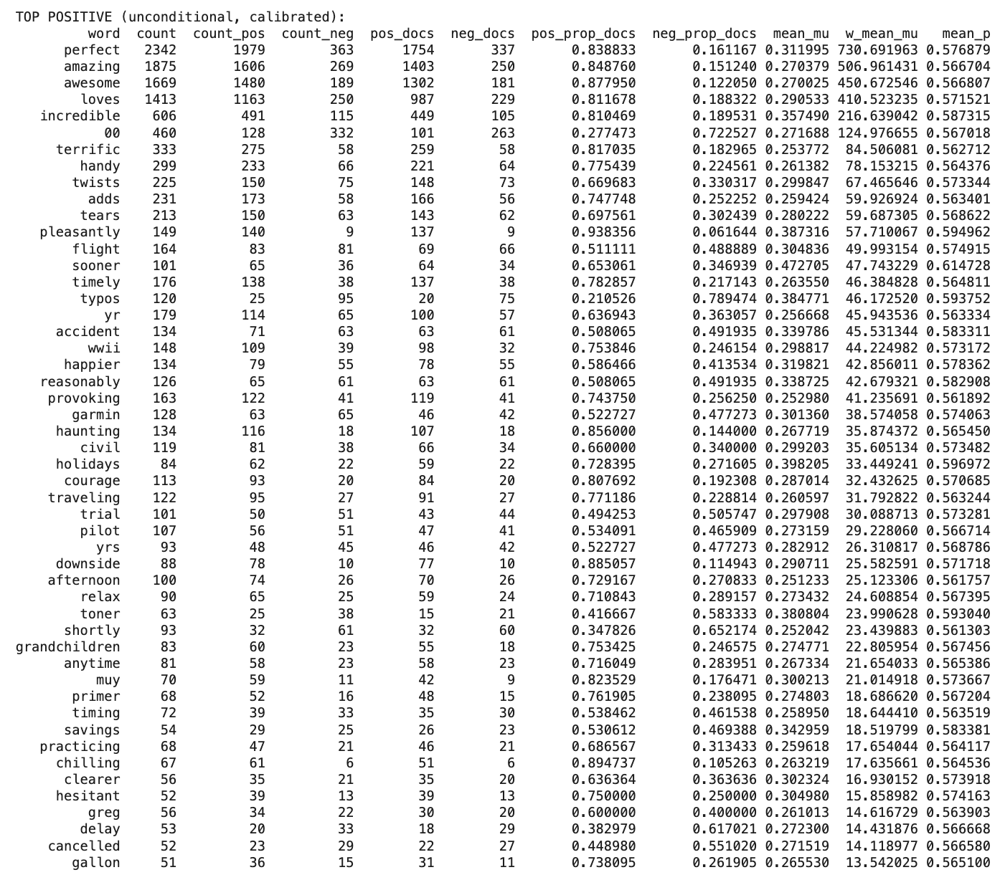 TOP POSITIVE (unconditional, calibrated):
word count count_pos count_neg pos_docs neg_docs pos_prop_docs neg_prop_docs mean_mu w_mean_mu mean_p
perfect 2342 1979 363 1754 337 0.838833 0.161167 0.311995 730.691963 0.576879
amazing 1875 1606 269 1403 250 0.848760 0.151240 0.270379 506.961431 0.566704
awesome 1669 1480 189 1302 181 0.877950 0.122050 0.270025 450.672546 0.566807
loves 1413 1163 250 987 229 0.811678 0.188322 0.290533 410.523235 0.571521
incredible 606 491 115 449 105 0.810469 0.189531 0.357490 216.639042 0.587315
00 460 128 332 101 263 0.277473 0.722527 0.271688 124.976655 0.567018
terrific 333 275 58 259 58 0.817035 0.182965 0.253772 84.506081 0.562712
handy 299 233 66 221 64 0.775439 0.224561 0.261382 78.153215 0.564376
twists 225 150 75 148 73 0.669683 0.330317 0.299847 67.465646 0.573344
adds 231 173 58 166 56 0.747748 0.252252 0.259424 59.926924 0.563401
tears 213 150 63 143 62 0.697561 0.302439 0.280222 59.687305 0.568622
pleasantly 149 140 9 137 9 0.938356 0.061644 0.387316 57.710067 0.594962
flight 164 83 81 69 66 0.511111 0.488889 0.304836 49.993154 0.574915
sooner 101 65 36 64 34 0.653061 0.346939 0.472705 47.743229 0.614728
timely 176 138 38 137 38 0.782857 0.217143 0.263550 46.384828 0.564811
typos 120 25 95 20 75 0.210526 0.789474 0.384771 46.172520 0.593752
yr 179 114 65 100 57 0.636943 0.363057 0.256668 45.943536 0.563334
accident 134 71 63 63 61 0.508065 0.491935 0.339786 45.531344 0.583311
wwii 148 109 39 98 32 0.753846 0.246154 0.298817 44.224982 0.573172
happier 134 79 55 78 55 0.586466 0.413534 0.319821 42.856011 0.578362
reasonably 126 65 61 63 61 0.508065 0.491935 0.338725 42.679321 0.582908
provoking 163 122 41 119 41 0.743750 0.256250 0.252980 41.235691 0.561892
garmin 128 63 65 46 42 0.522727 0.477273 0.301360 38.574058 0.574063
haunting 134 116 18 107 18 0.856000 0.144000 0.267719 35.874372 0.565450
civil 119 81 38 66 34 0.660000 0.340000 0.299203 35.605134 0.573482
holidays 84 62 22 59 22 0.728395 0.271605 0.398205 33.449241 0.596972
courage 113 93 20 84 20 0.807692 0.192308 0.287014 32.432625 0.570685
traveling 122 95 27 91 27 0.771186 0.228814 0.260597 31.792822 0.563244
trial 101 50 51 43 44 0.494253 0.505747 0.297908 30.088713 0.573281
pilot 107 56 51 47 41 0.534091 0.465909 0.273159 29.228060 0.566714
yrs 93 48 45 46 42 0.522727 0.477273 0.282912 26.310817 0.568786
downside 88 78 10 77 10 0.885057 0.114943 0.290711 25.582591 0.571718
afternoon 100 74 26 70 26 0.729167 0.270833 0.251233 25.123306 0.561757
relax 90 65 25 59 24 0.710843 0.289157 0.273432 24.608854 0.567395
toner 63 25 38 15 21 0.416667 0.583333 0.380804 23.990628 0.593040
shortly 93 32 61 32 60 0.347826 0.652174 0.252042 23.439883 0.561303
grandchildren 83 60 23 55 18 0.753425 0.246575 0.274771 22.805954 0.567456
anytime 81 58 23 58 23 0.716049 0.283951 0.267334 21.654033 0.565386
muy 70 59 11 42 9 0.823529 0.176471 0.300213 21.014918 0.573667
primer 68 52 16 48 15 0.761905 0.238095 0.274803 18.686620 0.567204
timing 72 39 33 35 30 0.538462 0.461538 0.258950 18.644410 0.563519
savings 54 29 25 26 23 0.530612 0.469388 0.342959 18.519799 0.583381
practicing 68 47 21 46 21 0.686567 0.313433 0.259618 17.654044 0.564117
chilling 67 61 6 51 6 0.894737 0.105263 0.263219 17.635661 0.564536
clearer 56 35 21 35 20 0.636364 0.363636 0.302324 16.930152 0.573918
hesitant 52 39 13 39 13 0.750000 0.250000 0.304980 15.858982 0.574163
greg 56 34 22 30 20 0.600000 0.400000 0.261013 14.616729 0.563903
delay 53 20 33 18 29 0.382979 0.617021 0.272300 14.431876 0.566668
cancelled 52 23 29 22 27 0.448980 0.551020 0.271519 14.118977 0.566580
gallon 51 36 15 31 11 0.738095 0.261905 0.265530 13.542025 0.565100